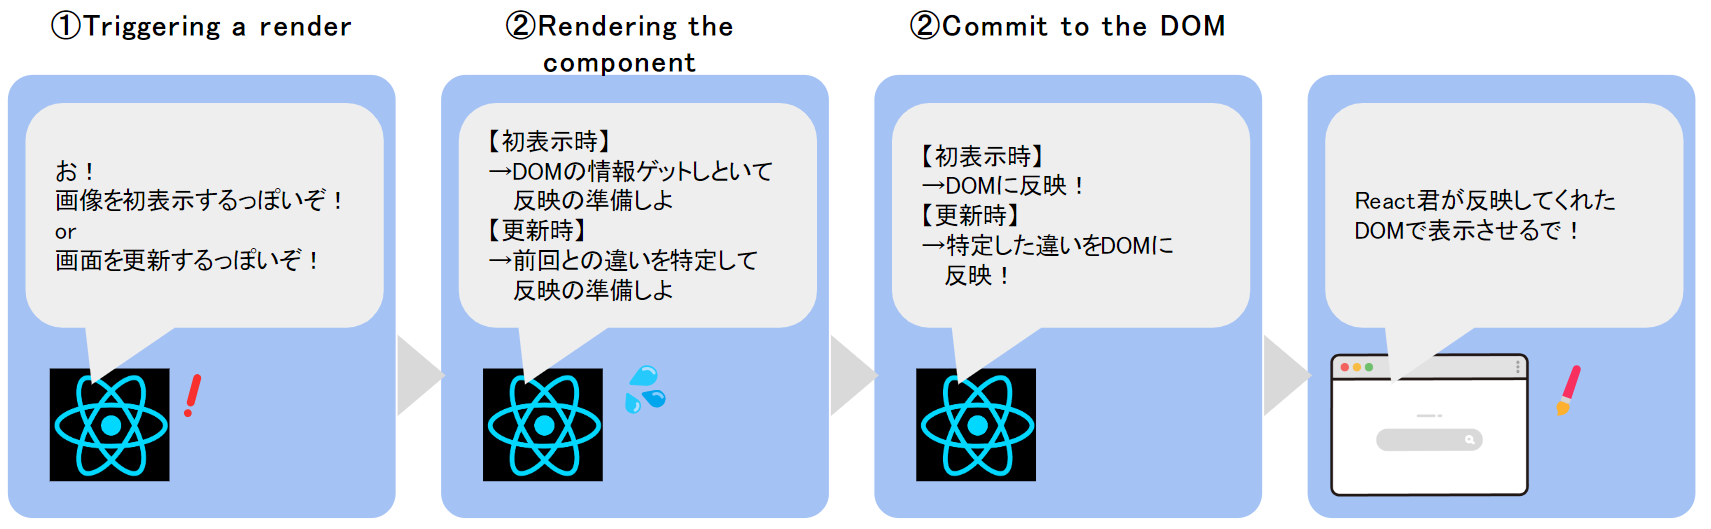 ①Triggering a render
お！
画像を初表示するっぽいぞ！
or
画面を更新するっぽいぞ！
②Rendering the
component
【初表示時】
→DOMの情報ゲットしといて
反映の準備しよ
【更新時】
→前回との違いを特定して
反映の準備しよ
②Commit to the DOM
【初表示時】
→DOMに反映！
【更新時】
→特定した違いをDOMに
反映！
React君が反映してくれた
DOMで表示させるで！